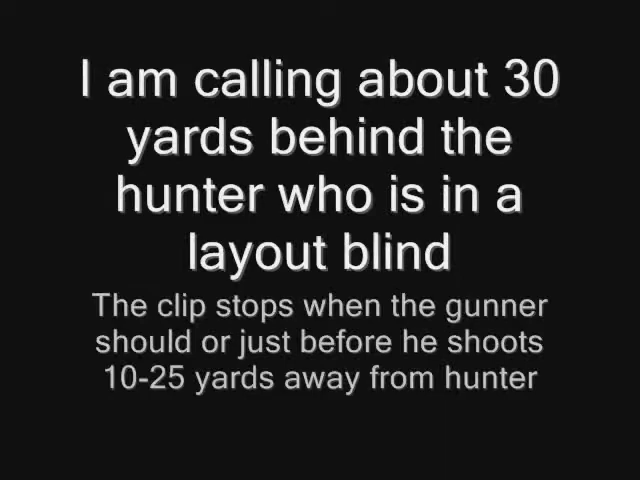 I am calling about 30
yards behind the
hunter who is in a
layout blind
The clip stops when the gunner
should or just before he shoots
10-25 yards away from hunter